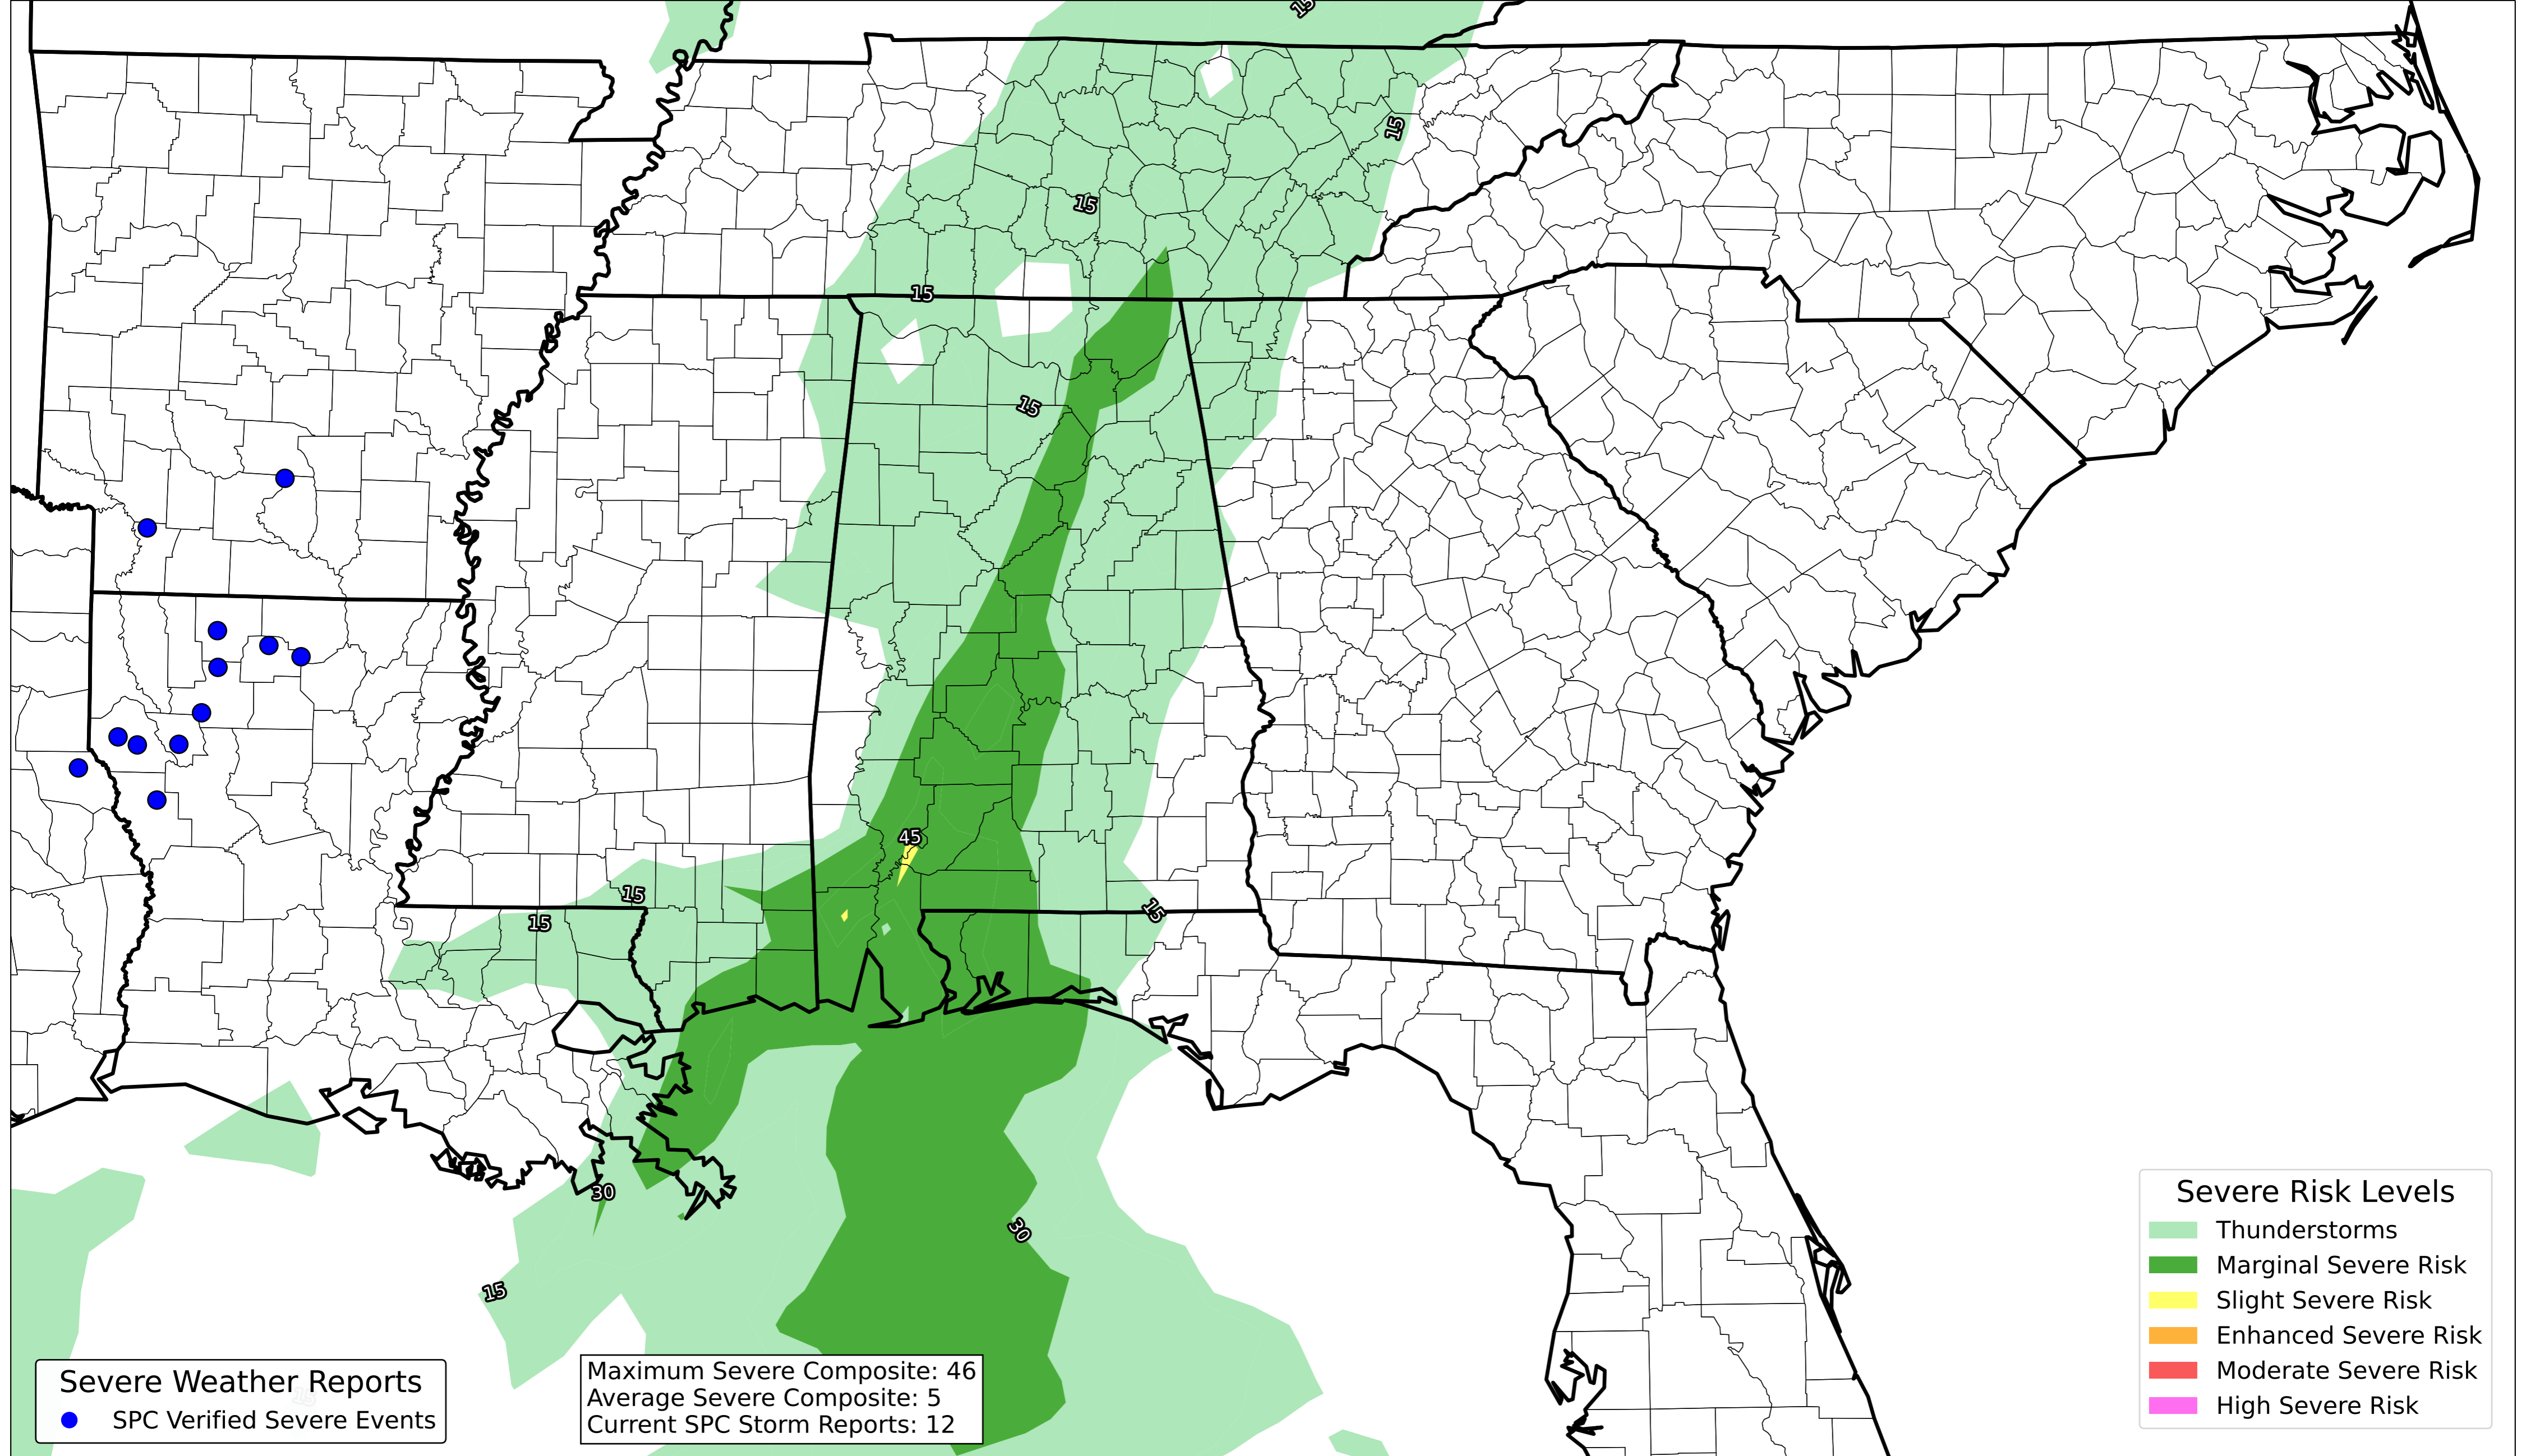 15
15
15
15
15
45
15
15
15
30
30
15
15
Severe Risk Levels
Thunderstorms
Marginal Severe Risk
Slight Severe Risk
Enhanced Severe Risk
Moderate Severe Risk
High Severe Risk
Severe Weather Reports
SPC Verified Severe Events
Maximum Severe Composite: 46
Average Severe Composite: 5
Current SPC Storm Reports: 12